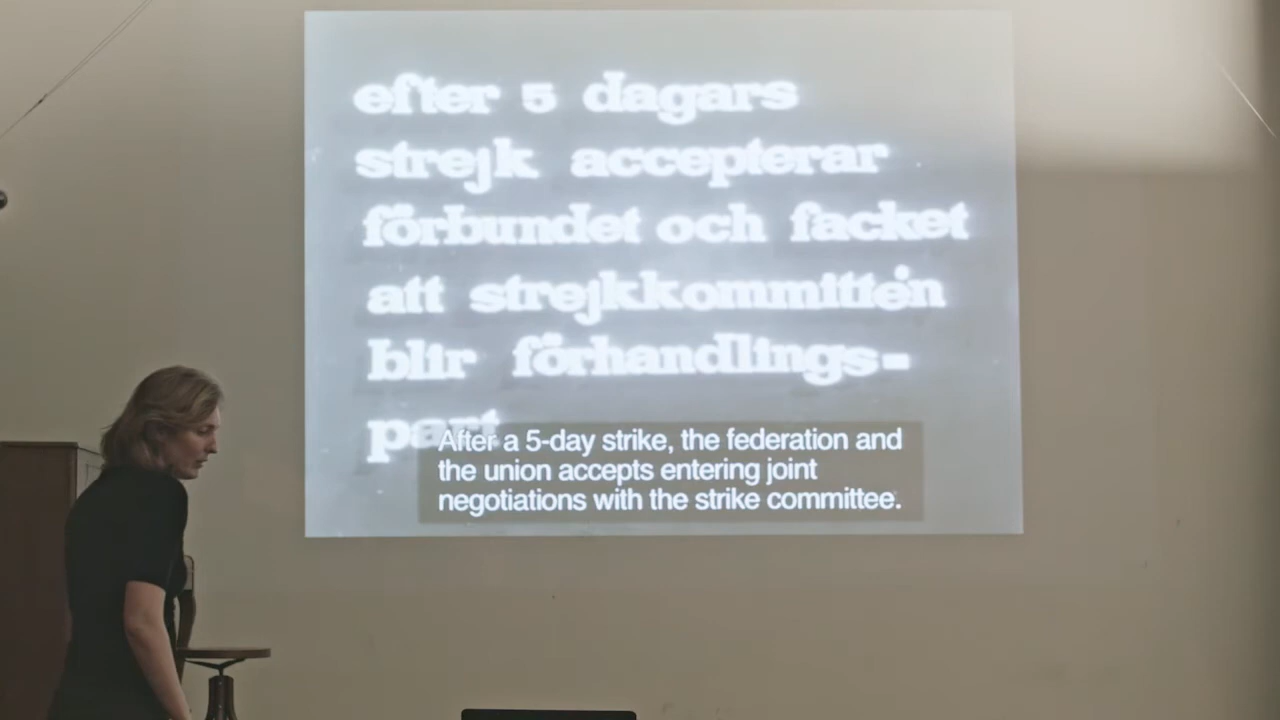 efter 5 dagars
strejk accepterar
förbundet och facket
att strejkkommittén
blir förhandlings-
part
After a 5-day strike, the federation and
the union accepts entering joint
negotiations with the strike committee.